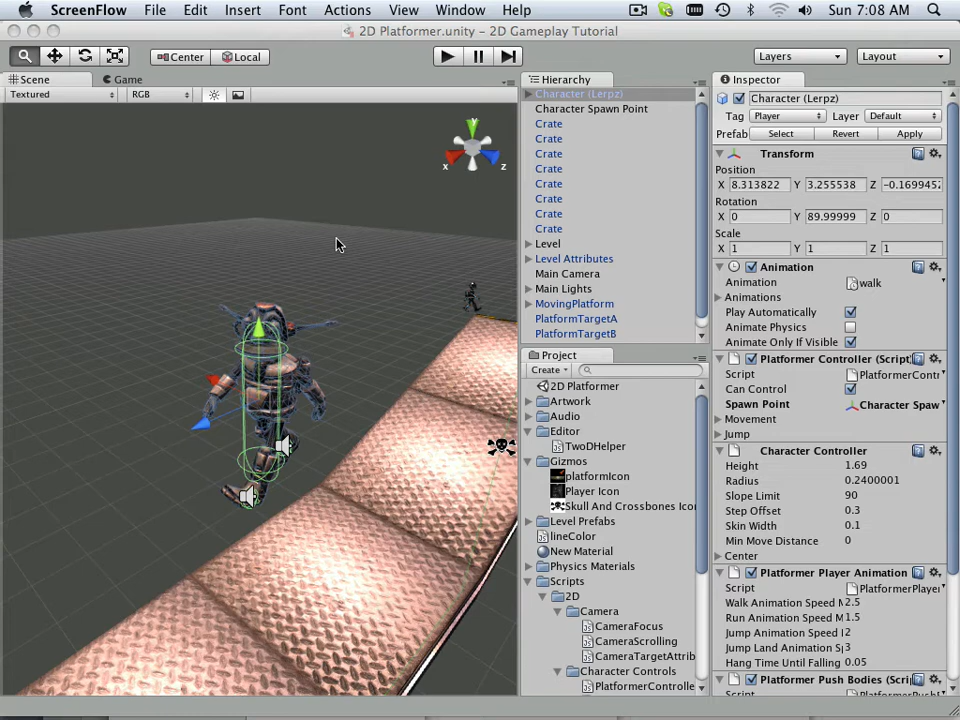 ScreenFlow File Edit Insert Font Actions View Window Help Sun 7:08 AM
2D Platformer.unity - 2D Gameplay Tutorial
Center Local Layers Layout
Scene Game
Textured RGB
y
x z
Hierarchy
Character (Lerpz)
Character Spawn Point
Crate
Crate
Crate
Crate
Crate
Crate
Crate
Crate
Level
Level Attributes
Main Camera
Main Lights
MovingPlatform
PlatformTargetA
PlatformTargetB
Project
Create
2D Platformer
Artwork
Audio
Editor
TwoDHelper
Gizmos
platformIcon
Player Icon
Skull And Crossbones Icon
Level Prefabs
lineColor
New Material
Physics Materials
Scripts
2D
Camera
CameraFocus
CameraScrolling
CameraTargetAttrib
Character Controls
PlatformerControlle
Inspector
Character (Lerpz)
Tag Player Layer Default
Prefab Select Revert Apply
Transform
Position
X 8.313822 Y 3.255538 Z -0.1699452
Rotation
X 0 Y 89.99999 Z 0
Scale
X 1 Y 1 Z 1
Animation
Animation walk
Animations
Play Automatically
Animate Physics
Animate Only If Visible
Platformer Controller (Script)
Script PlatformerContr
Can Control
Spawn Point Character Spaw
Movement
Jump
Character Controller
Height 1.69
Radius 0.2400001
Slope Limit 90
Step Offset 0.3
Skin Width 0.1
Min Move Distance 0
Center
Platformer Player Animation
Script PlatformerPlayer
Walk Animation Speed M 2.5
Run Animation Speed M 1.5
Jump Animation Speed I 2
Jump Land Animation Sp 3
Hang Time Until Falling 0.05
Platformer Push Bodies (Scrip